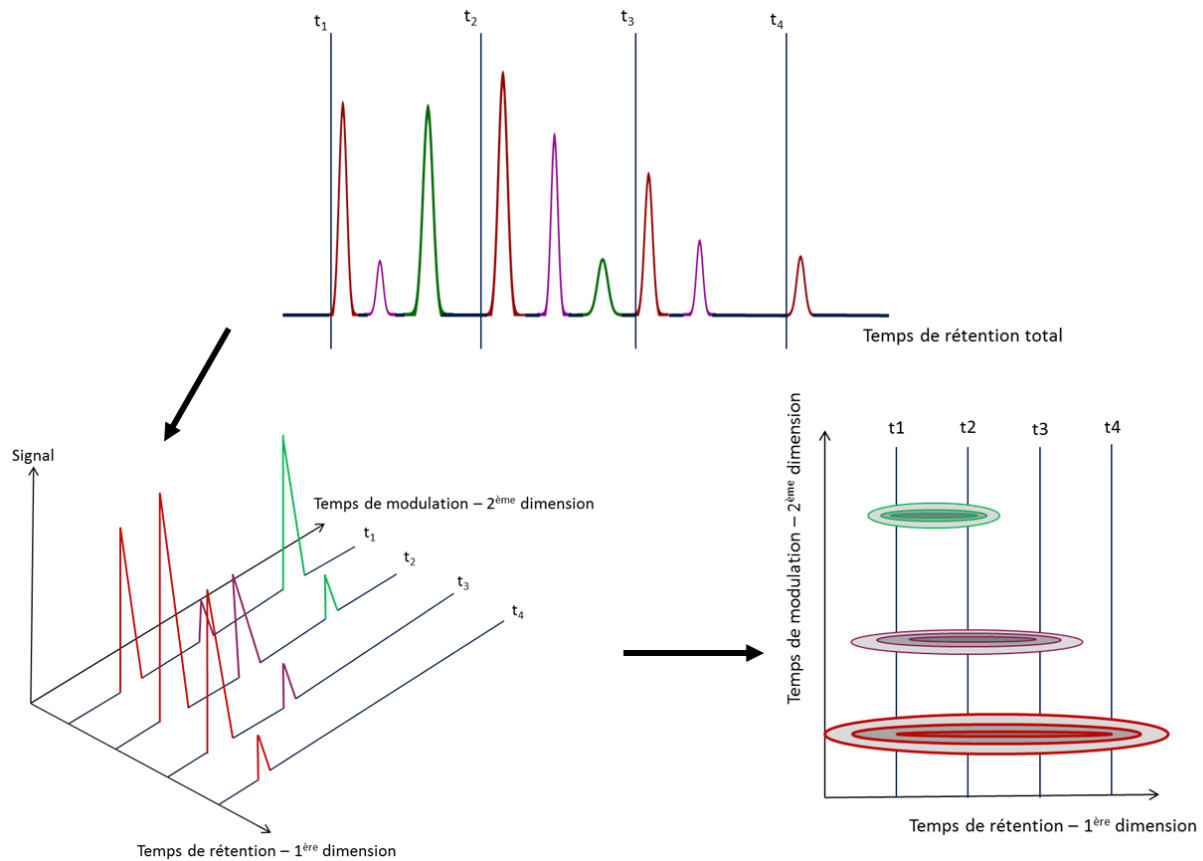 t₁ t₂ t₃ t₄
Temps de rétention total
Signal
Temps de modulation – 2ème dimension
t₁
t₂
t₃
t₄
Temps de rétention – 1ère dimension
Temps de modulation – 2ème dimension
t1 t2 t3 t4
Temps de rétention – 1ère dimension